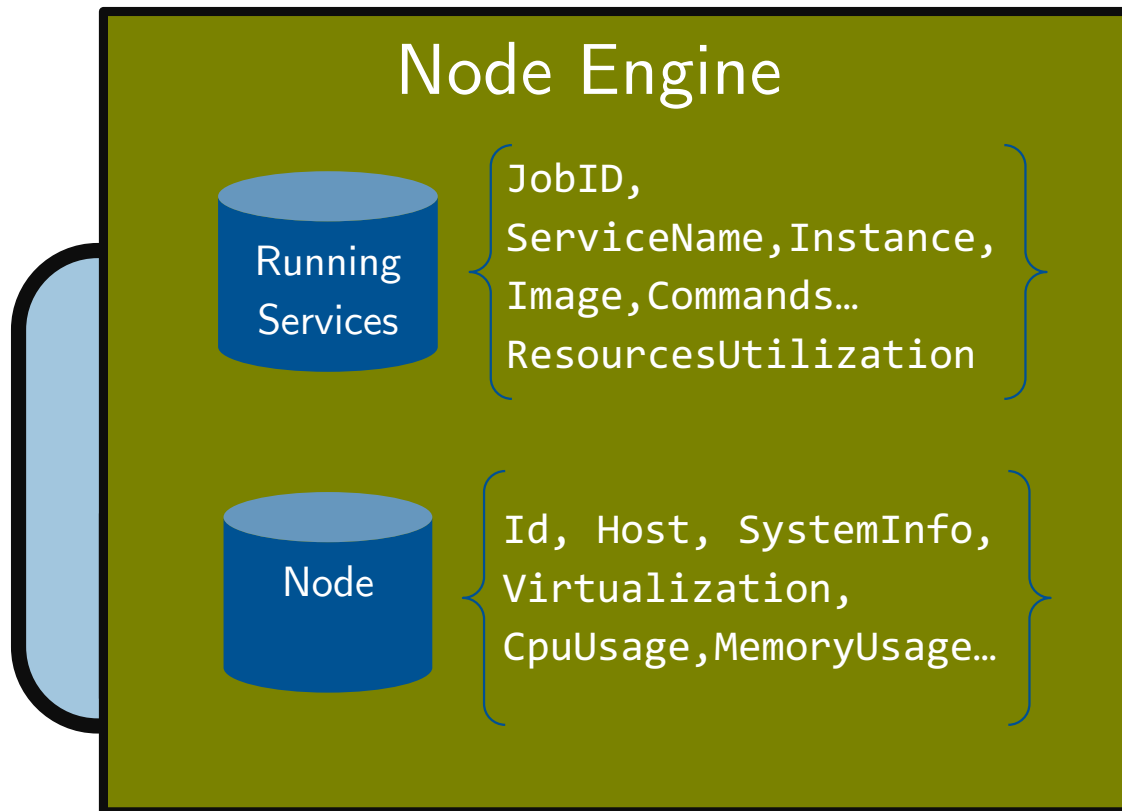 Node Engine
Running
Services
JobID,
ServiceName,Instance,
Image,Commands…
ResourcesUtilization
Node
Id, Host, SystemInfo,
Virtualization,
CpuUsage,MemoryUsage…